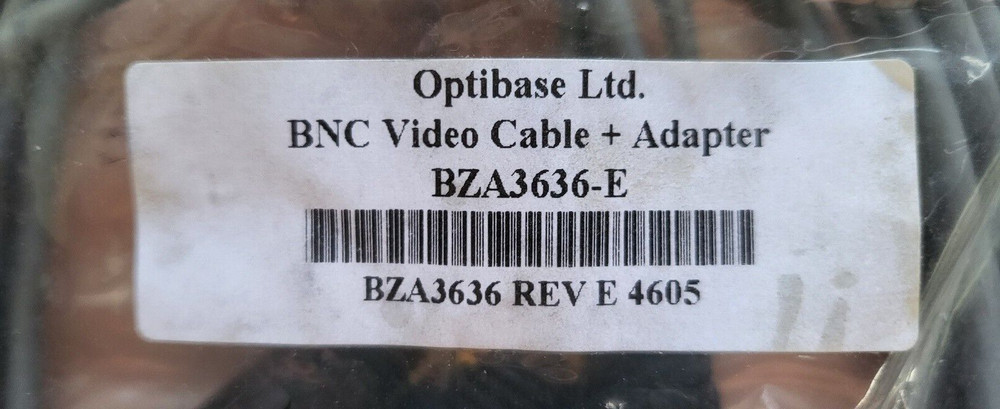 Optibase Ltd.
BNC Video Cable + Adapter
BZA3636-E
BZA3636 REV E 4605